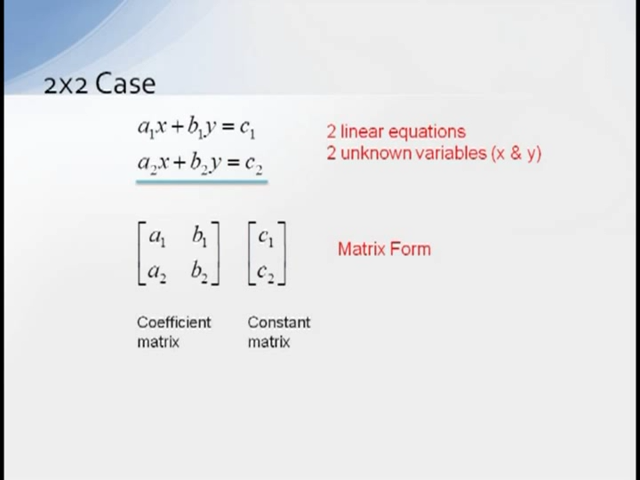 2x2 Case
a₁x + b₁y = c₁
2 linear equations
a₂x + b₂y = c₂
2 unknown variables (x & y)
[a₁ b₁] [c₁]
Matrix Form
[a₂ b₂] [c₂]
Coefficient matrix
Constant matrix